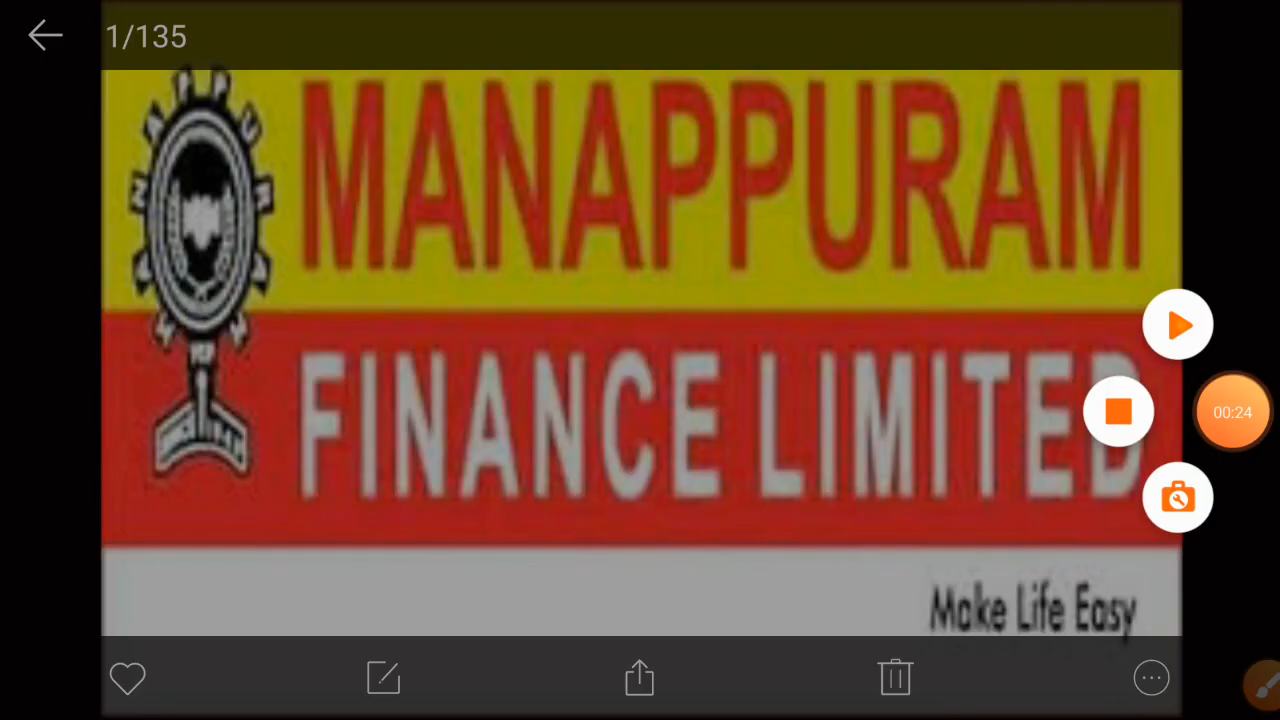 1/135
MANAPPURAM
FINANCE LIMITED
00:24
Make Life Easy